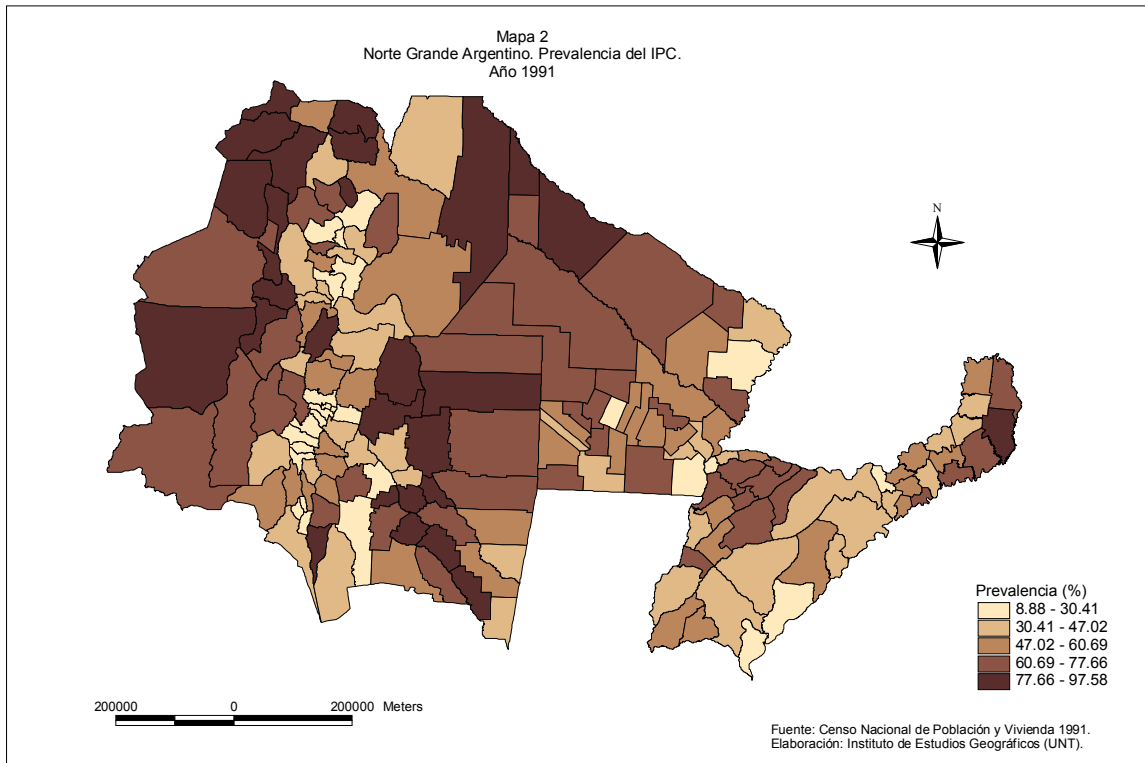 Mapa 2
Norte Grande Argentino. Prevalencia del IPC.
Año 1991
N
Prevalencia (%)
8.88 - 30.41
30.41 - 47.02
47.02 - 60.69
60.69 - 77.66
77.66 - 97.58
200000 0 200000 Meters
Fuente: Censo Nacional de Población y Vivienda 1991.
Elaboración: Instituto de Estudios Geográficos (UNT).